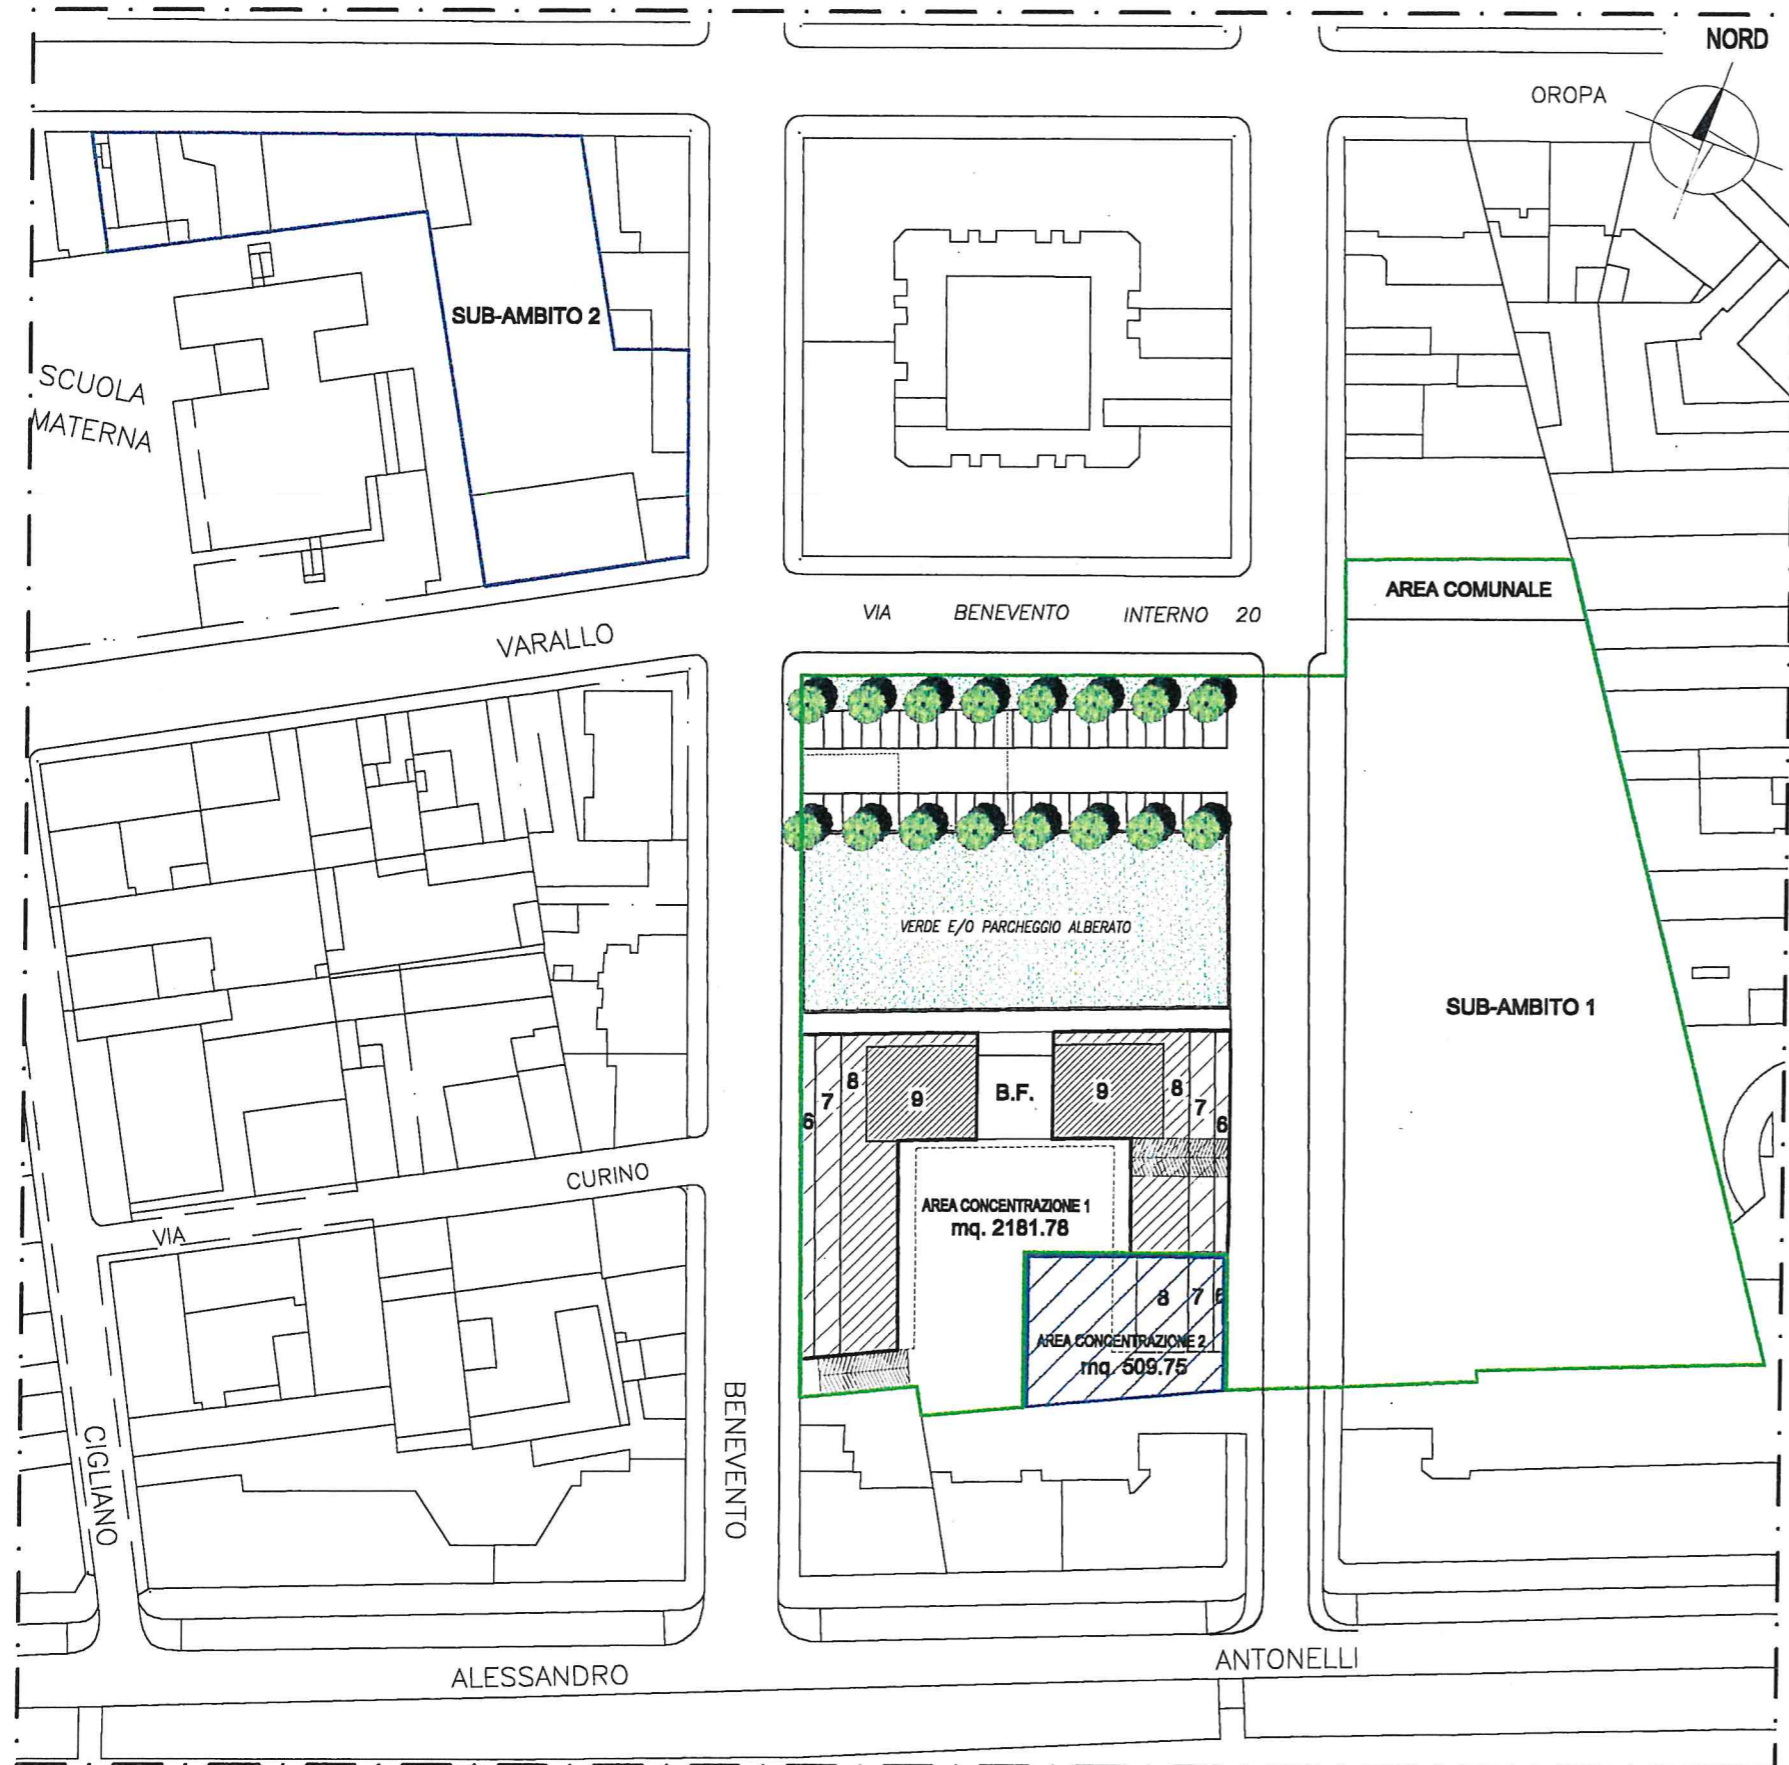 NORD
OROPA
SUB-AMBITO 2
SCUOLA
MATERNA
AREA COMUNALE
VIA BENEVENTO INTERNO 20
VARALLO
VERDE E/O PARCHEGGIO ALBERATO
SUB-AMBITO 1
6 7 8 9 B.F. 9 8 7 6
CURINO
VIA
AREA CONCENTRAZIONE 1
mq. 2181.78
8 7 6
AREA CONCENTRAZIONE 2
mq. 509.75
BENEVENTO
CIGLIANO
ALESSANDRO ANTONELLI